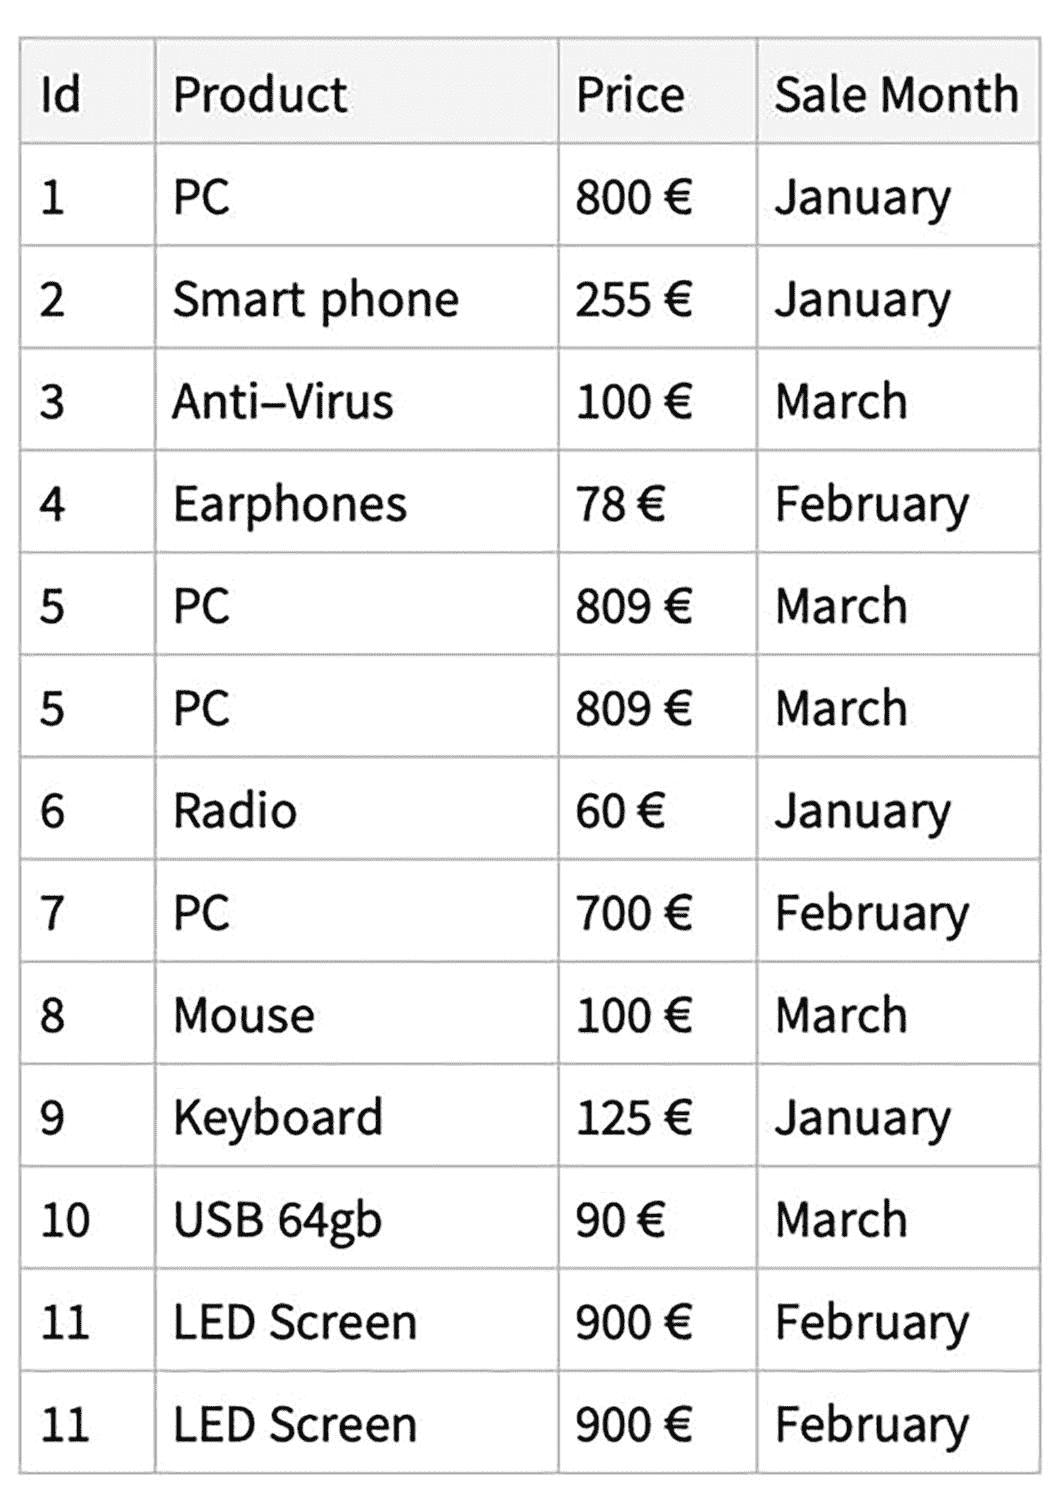 Id Product Price Sale Month
1 PC 800 € January
2 Smart phone 255 € January
3 Anti–Virus 100 € March
4 Earphones 78 € February
5 PC 809 € March
5 PC 809 € March
6 Radio 60 € January
7 PC 700 € February
8 Mouse 100 € March
9 Keyboard 125 € January
10 USB 64gb 90 € March
11 LED Screen 900 € February
11 LED Screen 900 € February